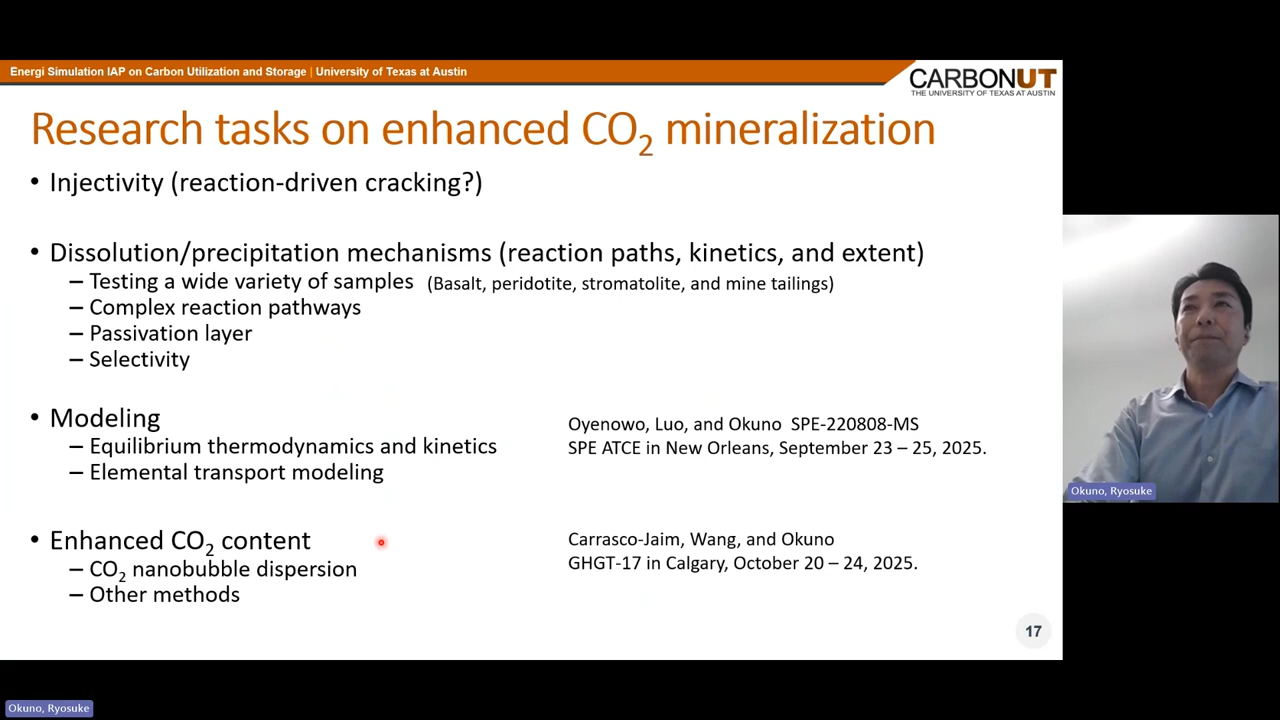 Energi Simulation IAP on Carbon Utilization and Storage | University of Texas at Austin
CARBONUT
THE UNIVERSITY OF TEXAS AT AUSTIN
Research tasks on enhanced CO₂ mineralization
• Injectivity (reaction-driven cracking?)
• Dissolution/precipitation mechanisms (reaction paths, kinetics, and extent)
– Testing a wide variety of samples (Basalt, peridotite, stromatolite, and mine tailings)
– Complex reaction pathways
– Passivation layer
– Selectivity
• Modeling
– Equilibrium thermodynamics and kinetics
– Elemental transport modeling
Oyenowo, Luo, and Okuno SPE-220808-MS
SPE ATCE in New Orleans, September 23 – 25, 2025.
• Enhanced CO₂ content
– CO₂ nanobubble dispersion
– Other methods
Carrasco-Jaim, Wang, and Okuno
GHGT-17 in Calgary, October 20 – 24, 2025.
17
Okuno, Ryosuke
Okuno, Ryosuke